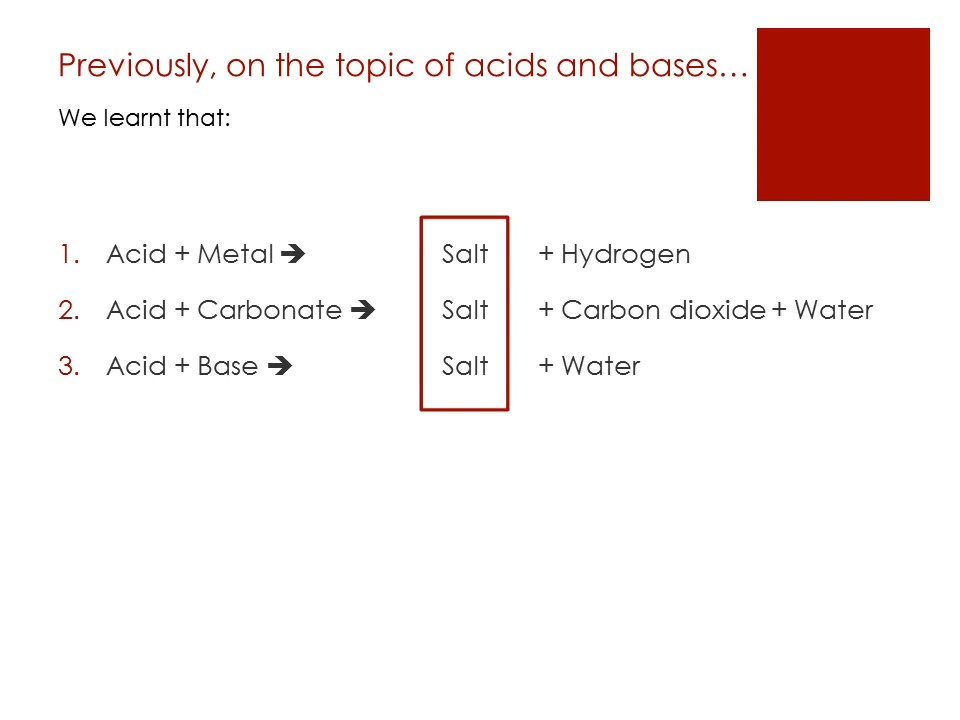 Previously, on the topic of acids and bases…
We learnt that:
1. Acid + Metal 🡺 Salt + Hydrogen
2. Acid + Carbonate 🡺 Salt + Carbon dioxide + Water
3. Acid + Base 🡺 Salt + Water